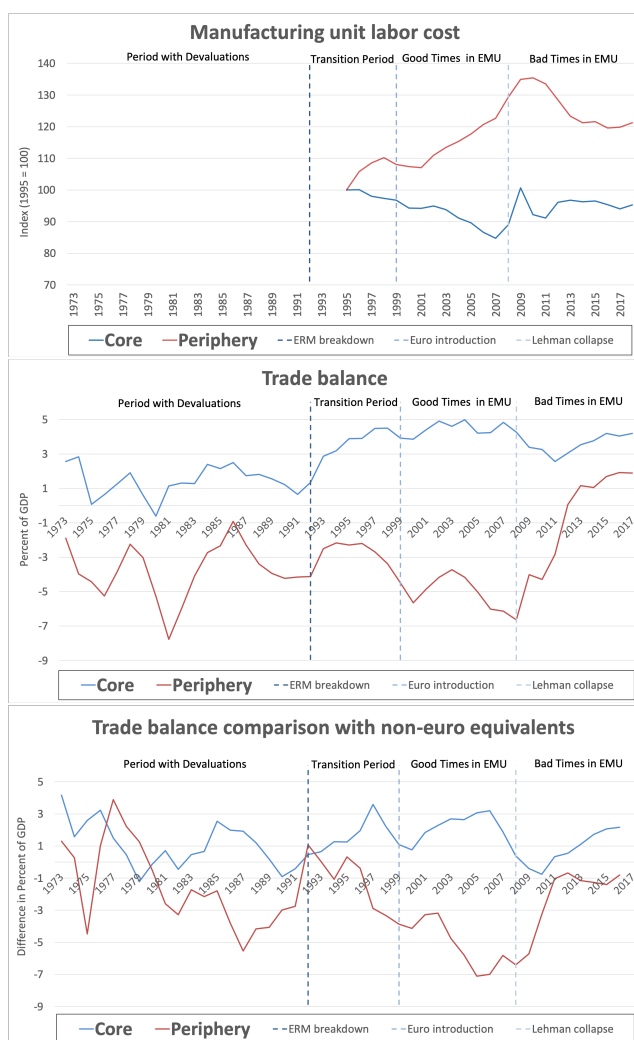 Manufacturing unit labor cost
Period with Devaluations
Transition Period
Good Times in EMU
Bad Times in EMU
Index (1995 = 100)
140
130
120
110
100
90
80
70
1973 1975 1977 1979 1981 1983 1985 1987 1989 1991 1993 1995 1997 1999 2001 2003 2005 2007 2009 2011 2013 2015 2017
Core Periphery ERM breakdown Euro introduction Lehman collapse
Trade balance
Period with Devaluations
Transition Period
Good Times in EMU
Bad Times in EMU
Percent of GDP
5
3
1
-1
-3
-5
-7
-9
1973 1975 1977 1979 1981 1983 1985 1987 1989 1991 1993 1995 1997 1999 2001 2003 2005 2007 2009 2011 2013 2015 2017
Core Periphery ERM breakdown Euro introduction Lehman collapse
Trade balance comparison with non-euro equivalents
Period with Devaluations
Transition Period
Good Times in EMU
Bad Times in EMU
Difference in Percent of GDP
5
3
1
-1
-3
-5
-7
-9
1973 1975 1977 1979 1981 1983 1985 1987 1989 1991 1993 1995 1997 1999 2001 2003 2005 2007 2009 2011 2013 2015 2017
Core Periphery ERM breakdown Euro introduction Lehman collapse